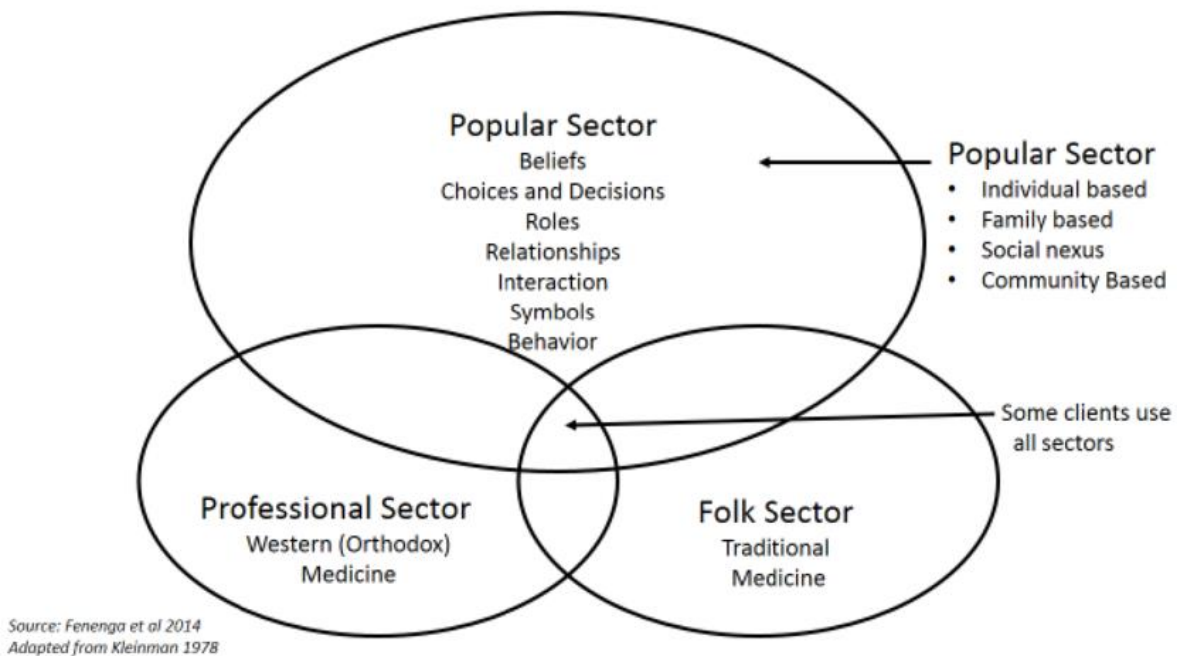 Popular Sector
Beliefs
Choices and Decisions
Roles
Relationships
Interaction
Symbols
Behavior
Popular Sector
• Individual based
• Family based
• Social nexus
• Community Based
Some clients use
all sectors
Professional Sector
Western (Orthodox)
Medicine
Folk Sector
Traditional
Medicine
Source: Fenenga et al 2014
Adapted from Kleinman 1978